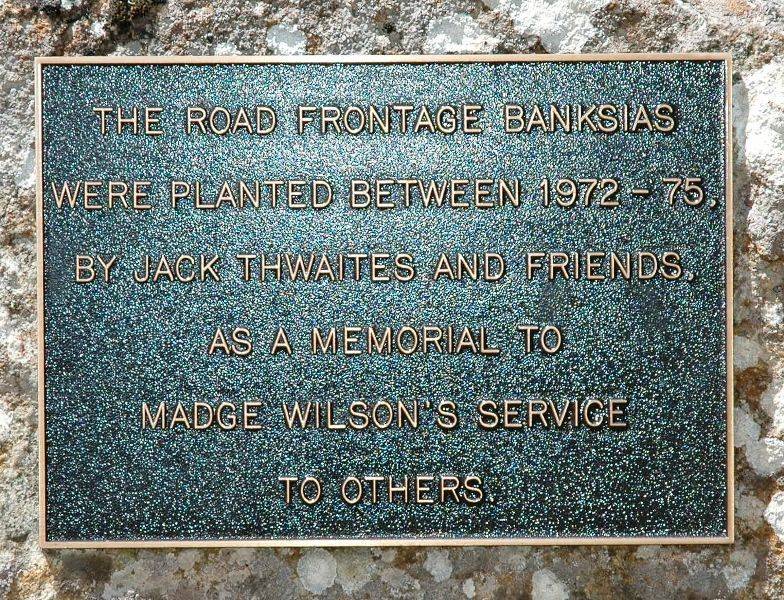 THE ROAD FRONTAGE BANKSIAS
WERE PLANTED BETWEEN 1972 – 75,
BY JACK THWAITES AND FRIENDS,
AS A MEMORIAL TO
MADGE WILSON'S SERVICE
TO OTHERS.